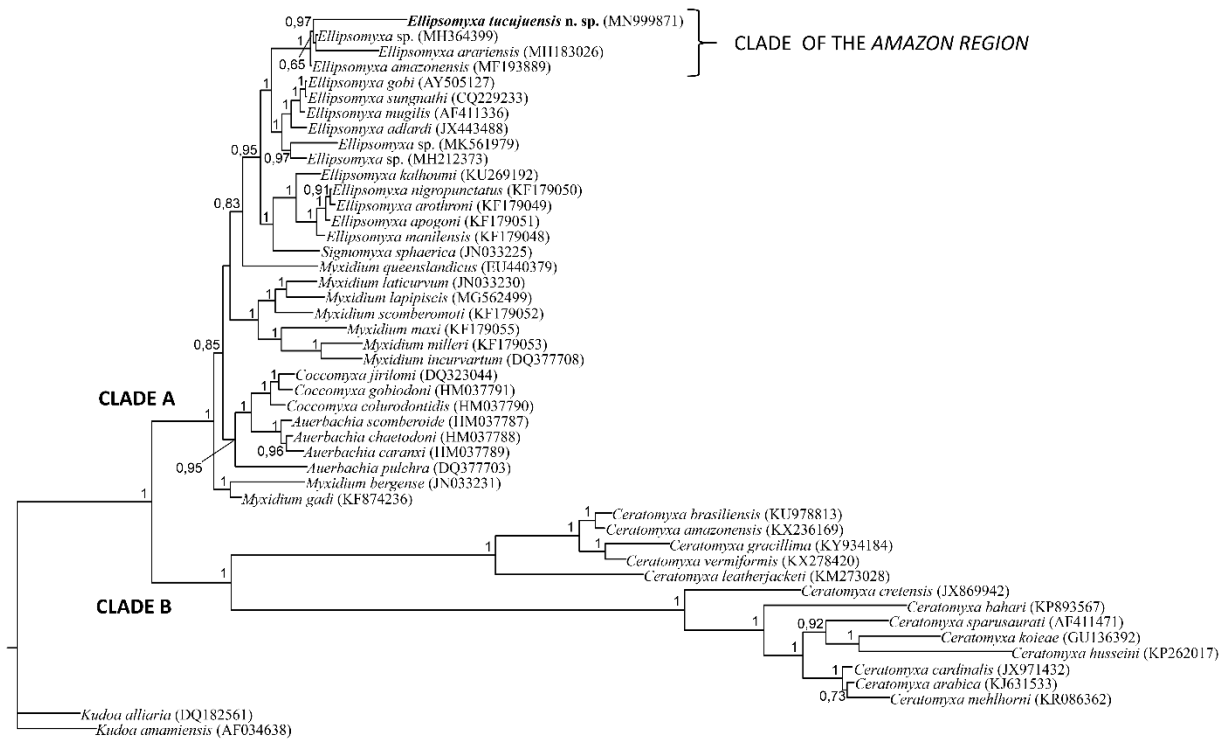 0,97
Ellipsomyxa tucujuensis n. sp. (MN999871)
Ellipsomyxa sp. (MH364399)
CLADE OF THE AMAZON REGION
Ellipsomyxa arariensis (MH183026)
0,65
Ellipsomyxa amazonensis (MF193889)
1
Ellipsomyxa gobi (AY505127)
1
Ellipsomyxa sungnathi (CQ229233)
1
1
Ellipsomyxa mugilis (AF411336)
1
Ellipsomyxa adlardi (JX443488)
1
Ellipsomyxa sp. (MK561979)
0,95
0,97
Ellipsomyxa sp. (MH212373)
Ellipsomyxa kalhoumi (KU269192)
1
0,91
Ellipsomyxa nigropunctatus (KF179050)
0,83
1
Ellipsomyxa arothroni (KF179049)
1
1
Ellipsomyxa apogoni (KF179051)
Ellipsomyxa manilensis (KF179048)
Sigmomyxa sphaerica (JN033225)
Myxidium queenslandicus (EU440379)
1
Myxidium laticurvum (JN033230)
1
Myxidium lapipiscis (MG562499)
1
Myxidium scomberomoti (KF179052)
1
Myxidium maxi (KF179055)
1
Myxidium milleri (KF179053)
0,85
Myxidium incurvartum (DQ377708)
1
Coccomyxa jirilomi (DQ323044)
1
Coccomyxa gobiodoni (HM037791)
CLADE A
1
Coccomyxa colurodontidis (HM037790)
1
1
Auerbachia scomberoide (HM037787)
Auerbachia chaetodoni (HM037788)
0,96
Auerbachia caranxi (HM037789)
0,95
Auerbachia pulchra (DQ377703)
1
Myxidium bergense (JN033231)
1
Myxidium gadi (KF874236)
1
Ceratomyxa brasiliensis (KU978813)
Ceratomyxa amazonensis (KX236169)
1
1
1
Ceratomyxa gracillima (KY934184)
Ceratomyxa vermiformis (KX278420)
1
Ceratomyxa leatherjacketi (KM273028)
CLADE B
1
Ceratomyxa cretensis (JX869942)
Ceratomyxa bahari (KP893567)
1
0,92
Ceratomyxa sparusaurati (AF411471)
1
Ceratomyxa koieae (GU136392)
1
Ceratomyxa husseini (KP262017)
1
Ceratomyxa cardinalis (JX971432)
Ceratomyxa arabica (KJ631533)
0,73
Ceratomyxa mehlhorni (KR086362)
Kudoa alliaria (DQ182561)
Kudoa amamiensis (AF034638)